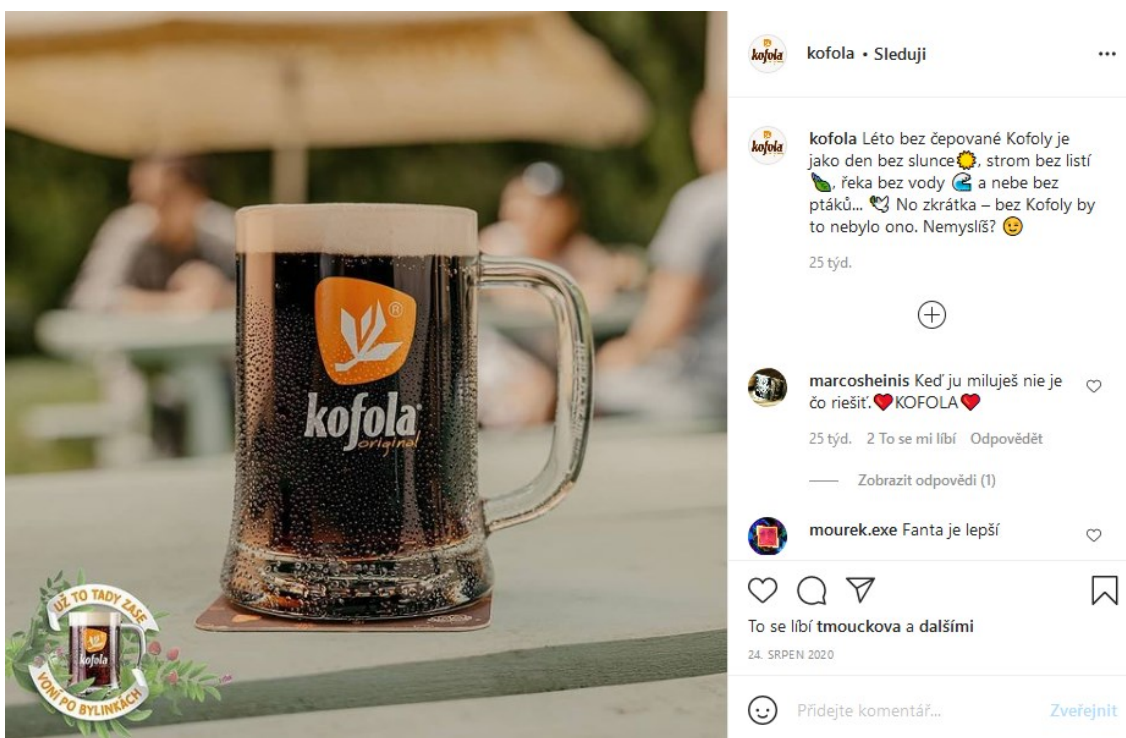 kofola
original
®
UŽ TO TADY ZASE
kofola
VONÍ PO BYLINKÁCH
kofola
kofola • Sleduji
kofola
kofola Léto bez čepované Kofoly je
jako den bez slunce🌞, strom bez listí
🍃, řeka bez vody 🌊 a nebe bez
ptáků... 🕊 No zkrátka – bez Kofoly by
to nebylo ono. Nemyslíš? 😉
25 týd.
marcosheinis Keď ju miluješ nie je
čo riešiť.❤KOFOLA❤
25 týd. 2 To se mi líbí Odpovědět
Zobrazit odpovědi (1)
mourek.exe Fanta je lepší
To se líbí tmouckova a dalšími
24. SRPEN 2020
Přidejte komentář... Zveřejnit